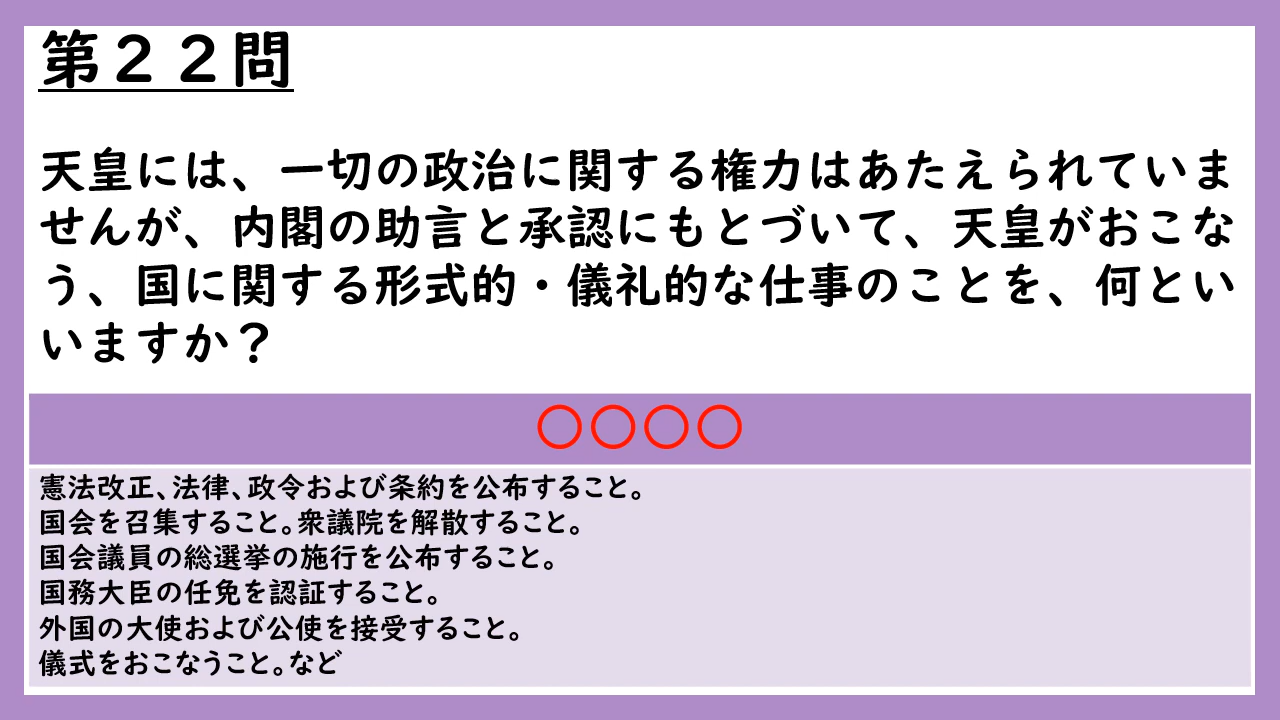 第２２問
天皇には、一切の政治に関する権力はあたえられていま
せんが、内閣の助言と承認にもとづいて、天皇がおこな
う、国に関する形式的・儀礼的な仕事のことを、何とい
いますか？
〇〇〇〇
憲法改正、法律、政令および条約を公布すること。
国会を召集すること。衆議院を解散すること。
国会議員の総選挙の施行を公布すること。
国務大臣の任免を認証すること。
外国の大使および公使を接受すること。
儀式をおこなうこと。など